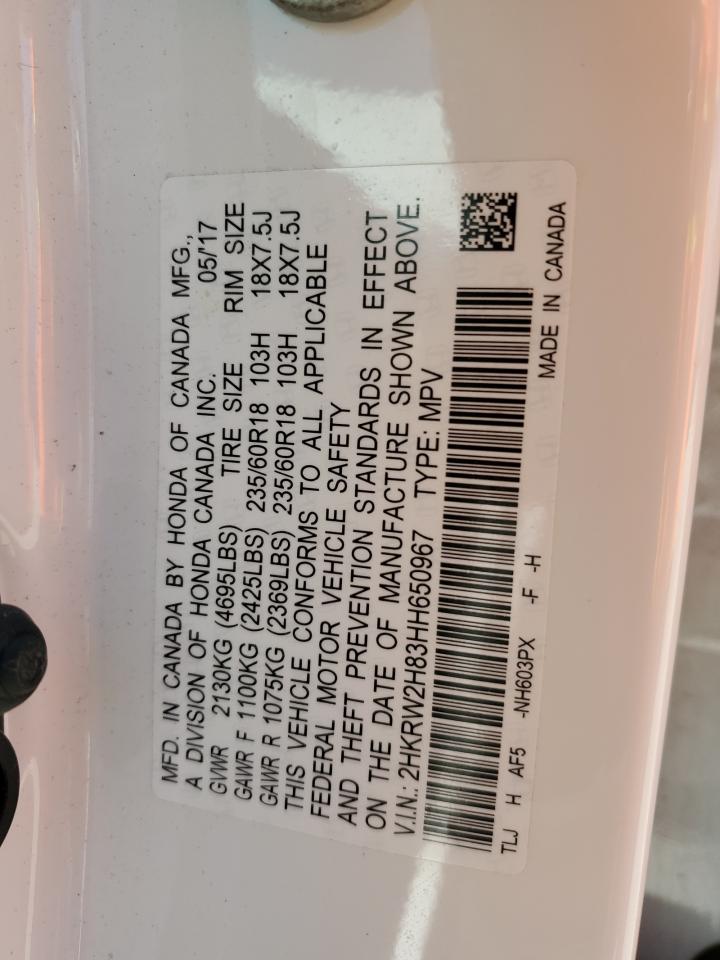 MFD. IN CANADA BY HONDA OF CANADA MFG.,
A DIVISION OF HONDA CANADA INC. 05/'17
GVWR 2130KG (4695LBS) TIRE SIZE RIM SIZE
GAWR F 1100KG (2425LBS) 235/60R18 103H 18X7.5J
GAWR R 1075KG (2369LBS) 235/60R18 103H 18X7.5J
THIS VEHICLE CONFORMS TO ALL APPLICABLE
FEDERAL MOTOR VEHICLE SAFETY
AND THEFT PREVENTION STANDARDS IN EFFECT
ON THE DATE OF MANUFACTURE SHOWN ABOVE.
V.I.N.: 2HKRW2H83HH650967 TYPE: MPV
TLJ H AF5 -NH603PX -F -H
MADE IN CANADA